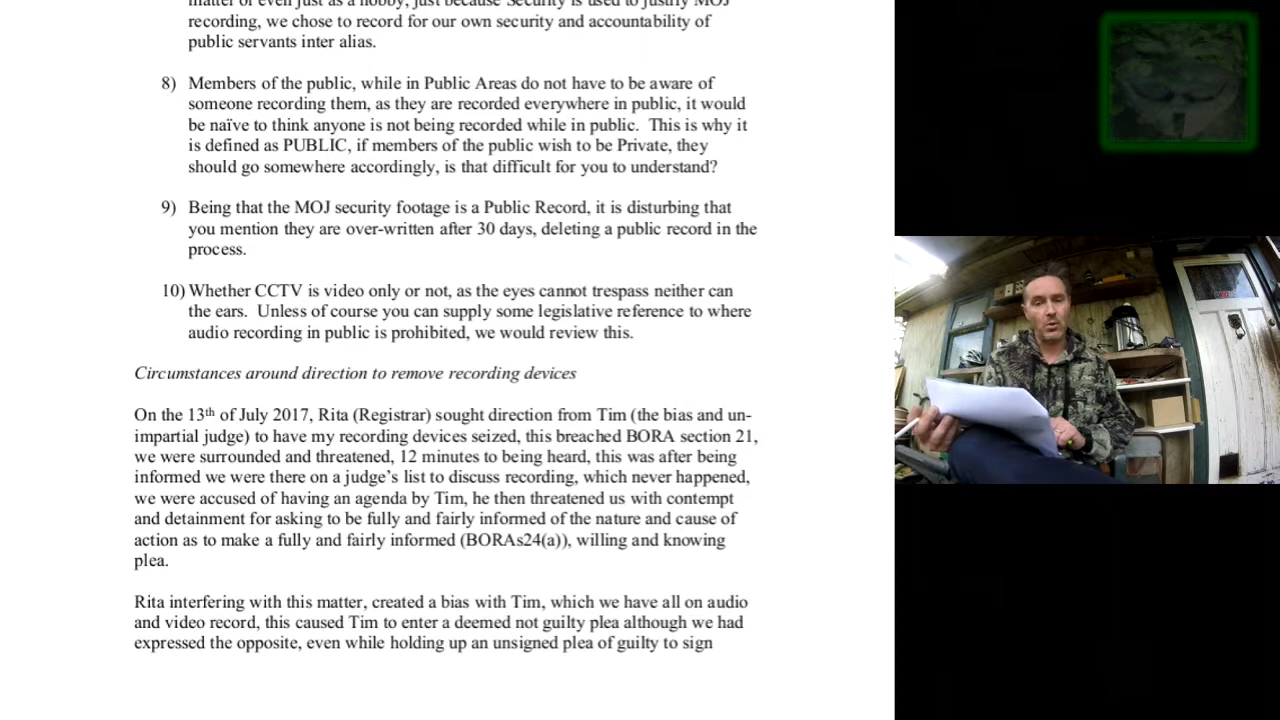 matter or even just as a hobby, just because Security is used to justify MOJ
recording, we chose to record for our own security and accountability of
public servants inter alias.
8) Members of the public, while in Public Areas do not have to be aware of
someone recording them, as they are recorded everywhere in public, it would
be naïve to think anyone is not being recorded while in public. This is why it
is defined as PUBLIC, if members of the public wish to be Private, they
should go somewhere accordingly, is that difficult for you to understand?
9) Being that the MOJ security footage is a Public Record, it is disturbing that
you mention they are over-written after 30 days, deleting a public record in the
process.
10) Whether CCTV is video only or not, as the eyes cannot trespass neither can
the ears. Unless of course you can supply some legislative reference to where
audio recording in public is prohibited, we would review this.
Circumstances around direction to remove recording devices
On the 13th of July 2017, Rita (Registrar) sought direction from Tim (the bias and un-
impartial judge) to have my recording devices seized, this breached BORA section 21,
we were surrounded and threatened, 12 minutes to being heard, this was after being
informed we were there on a judge's list to discuss recording, which never happened,
we were accused of having an agenda by Tim, he then threatened us with contempt
and detainment for asking to be fully and fairly informed of the nature and cause of
action as to make a fully and fairly informed (BORAs24(a)), willing and knowing
plea.
Rita interfering with this matter, created a bias with Tim, which we have all on audio
and video record, this caused Tim to enter a deemed not guilty plea although we had
expressed the opposite, even while holding up an unsigned plea of guilty to sign